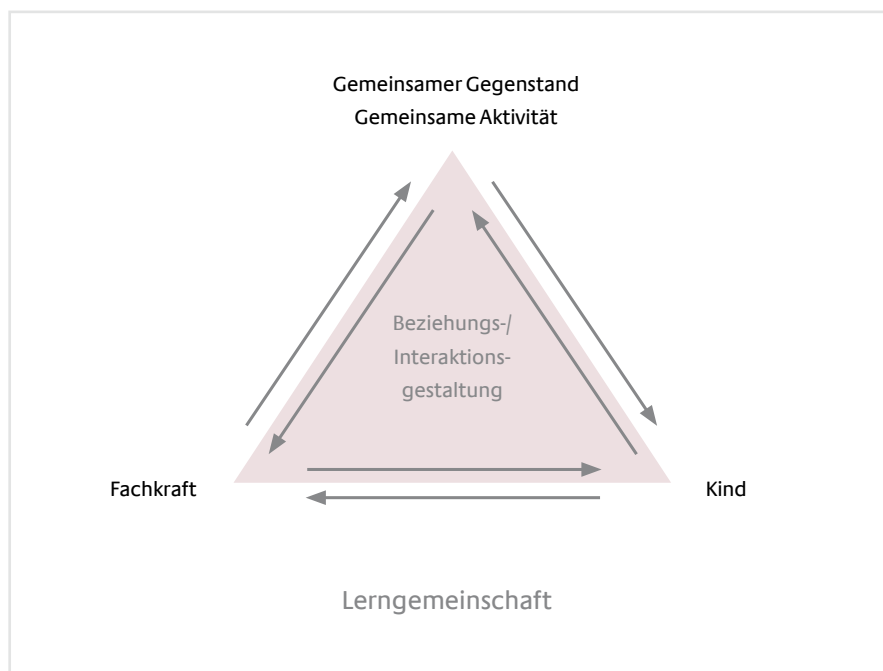 Gemeinsamer Gegenstand
Gemeinsame Aktivität
Beziehungs-/
Interaktions-
gestaltung
Fachkraft
Kind
Lerngemeinschaft